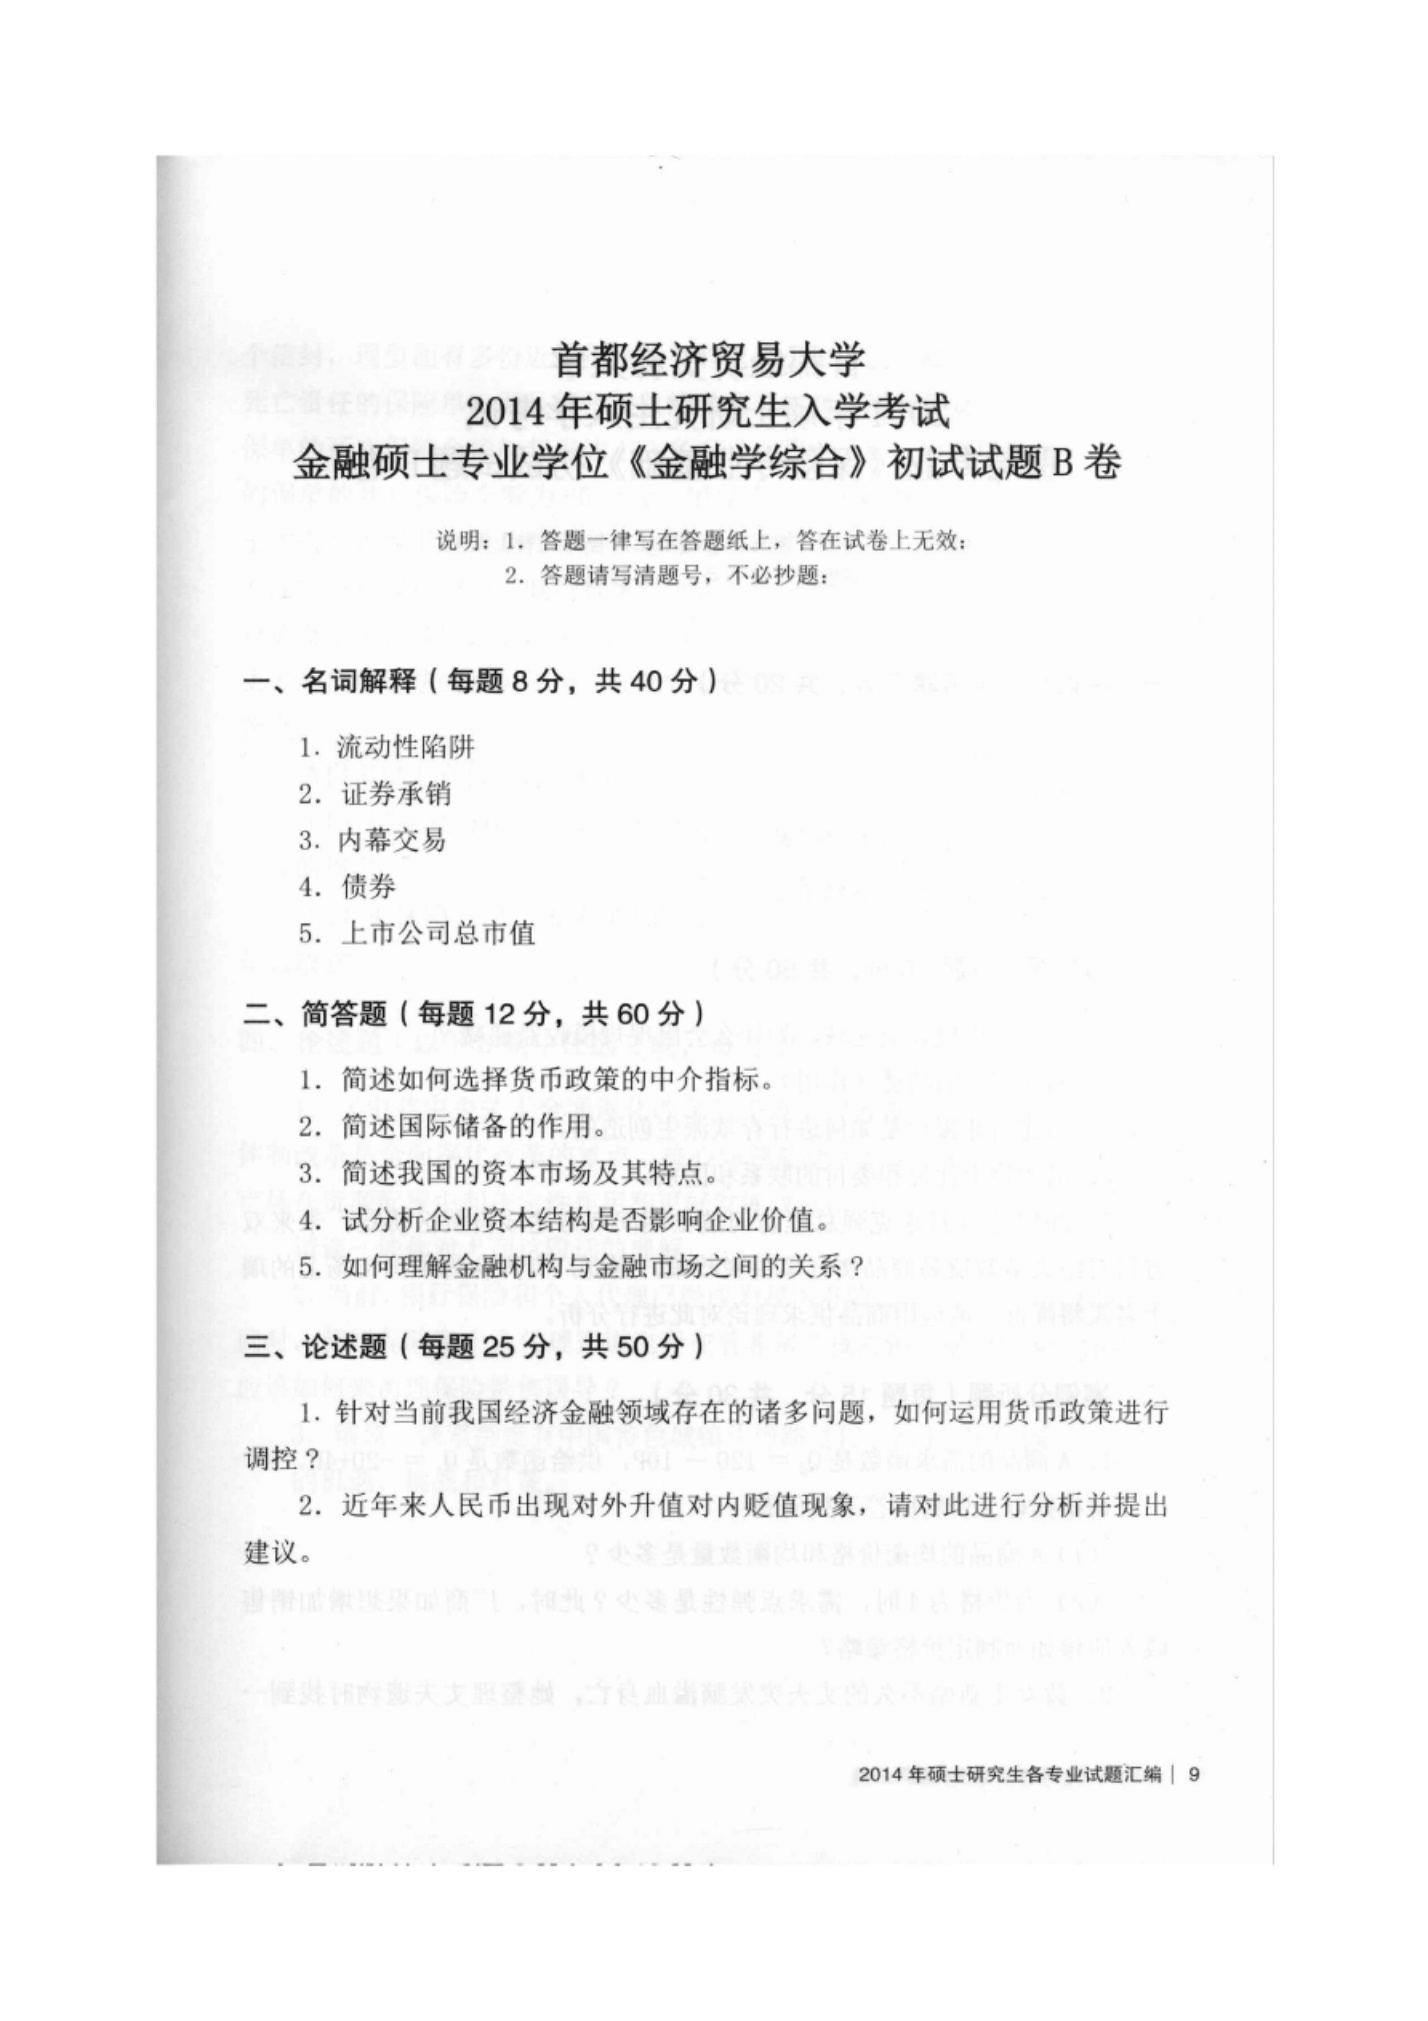 首都经济贸易大学
2014年硕士研究生入学考试
金融硕士专业学位《金融学综合》初试试题B卷
说明：1．答题一律写在答题纸上，答在试卷上无效；
2．答题请写清题号，不必抄题；
一、名词解释（每题8分，共40分）
1．流动性陷阱
2．证券承销
3．内幕交易
4．债券
5．上市公司总市值
二、简答题（每题12分，共60分）
1．简述如何选择货币政策的中介指标。
2．简述国际储备的作用。
3．简述我国的资本市场及其特点。
4．试分析企业资本结构是否影响企业价值。
5．如何理解金融机构与金融市场之间的关系？
三、论述题（每题25分，共50分）
1．针对当前我国经济金融领域存在的诸多问题，如何运用货币政策进行
调控？
2．近年来人民币出现对外升值对内贬值现象，请对此进行分析并提出
建议。
2014年硕士研究生各专业试题汇编｜9